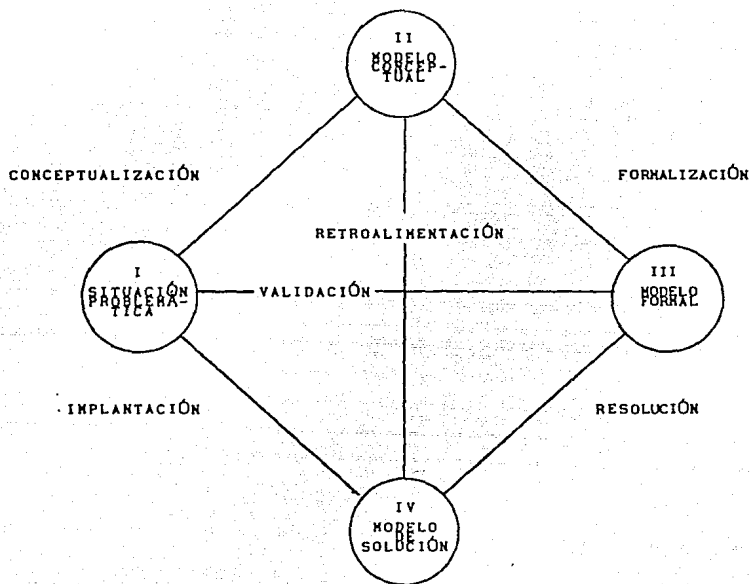 II
MODELO
CONCEP-
TUAL
CONCEPTUALIZACIÓN
FORMALIZACIÓN
RETROALIMENTACIÓN
I
SITUACIÓN
PROBLEMÁ-
TICA
VALIDACIÓN
III
MODELO
FORMAL
IMPLANTACIÓN
RESOLUCIÓN
IV
MODELO
DE
SOLUCIÓN